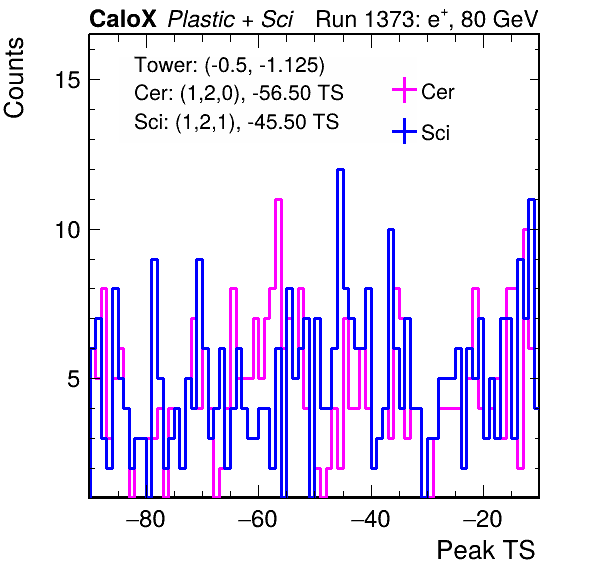 CaloX Plastic + Sci Run 1373: e+, 80 GeV
Counts
Tower: (-0.5, -1.125)
Cer: (1,2,0), -56.50 TS
Sci: (1,2,1), -45.50 TS
Cer
Sci
15
10
5
−80 −60 −40 −20
Peak TS